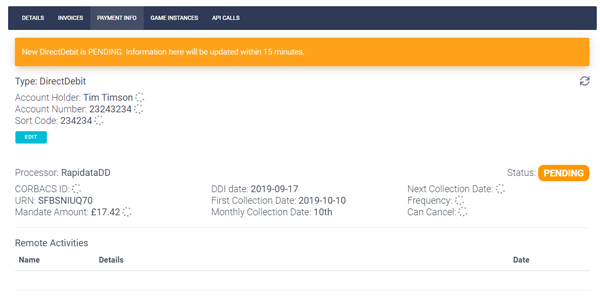 DETAILS INVOICES PAYMENT INFO GAME INSTANCES API CALLS
New DirectDebit is PENDING. Information here will be updated within 15 minutes.
Type: DirectDebit
Account Holder: Tim Timson
Account Number: 23243234
Sort Code: 234234
EDIT
Processor: RapidataDD Status: PENDING
CORBACS ID: DDI date: 2019-09-17 Next Collection Date:
URN: SFBSNIUQ70 First Collection Date: 2019-10-10 Frequency:
Mandate Amount: £17.42 Monthly Collection Date: 10th Can Cancel:
Remote Activities
Name Details Date